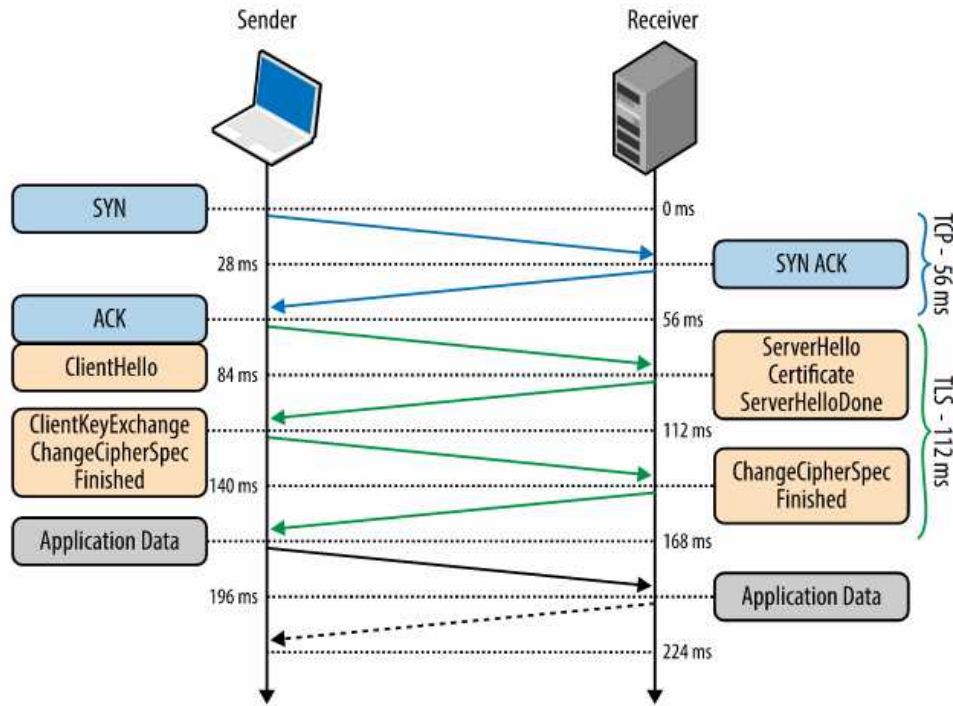 Sender
Receiver
SYN
0 ms
28 ms
SYN ACK
TCP - 56 ms
ACK
56 ms
ClientHello
84 ms
ServerHello
Certificate
ServerHelloDone
TLS - 112 ms
ClientKeyExchange
ChangeCipherSpec
Finished
112 ms
140 ms
ChangeCipherSpec
Finished
Application Data
168 ms
196 ms
Application Data
224 ms